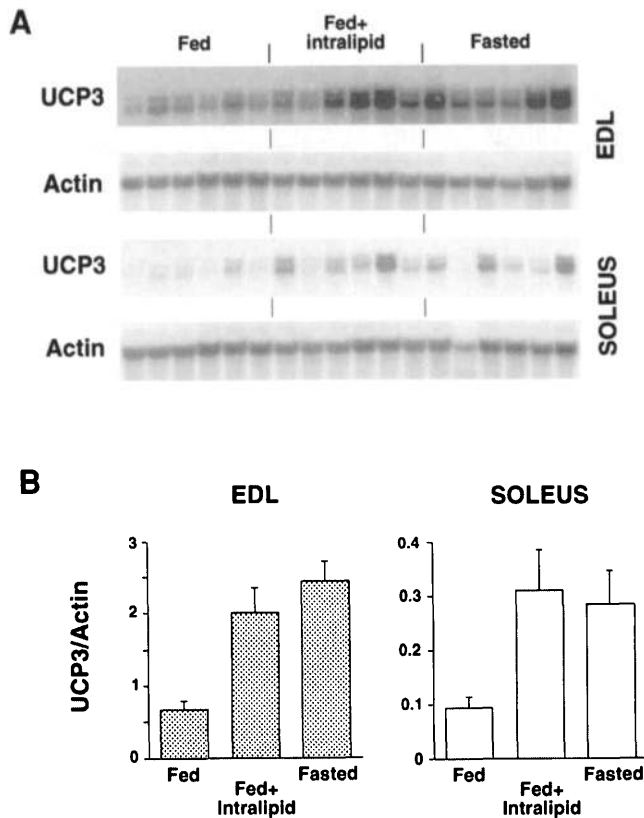 A
Fed
Fed+
intralipid
Fasted
UCP3
Actin
EDL
UCP3
Actin
SOLEUS
B
EDL
SOLEUS
UCP3/Actin
3
2
1
0
Fed
Fed+
Intralipid
Fasted
0.4
0.3
0.2
0.1
0
Fed
Fed+
Intralipid
Fasted